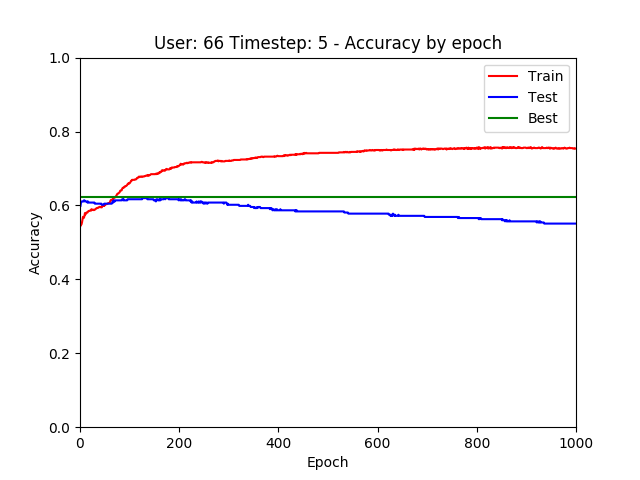 User: 66 Timestep: 5 - Accuracy by epoch
1.0
0.8
0.6
0.4
0.2
0.0
Accuracy
Train
Test
Best
0 200 400 600 800 1000
Epoch